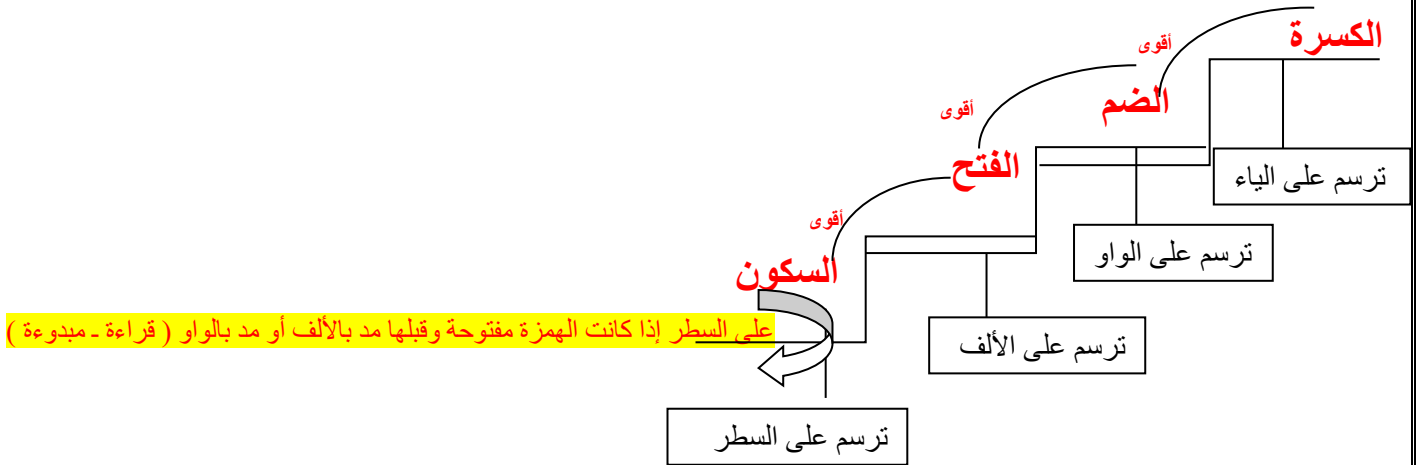 الكسرة
أقوى
الضم
أقوى
ترسم على الياء
الفتح
أقوى
ترسم على الواو
السكون
على السطر إذا كانت الهمزة مفتوحة وقبلها مد بالألف أو مد بالواو ( قراءة ـ مبدوءة )
ترسم على الألف
ترسم على السطر